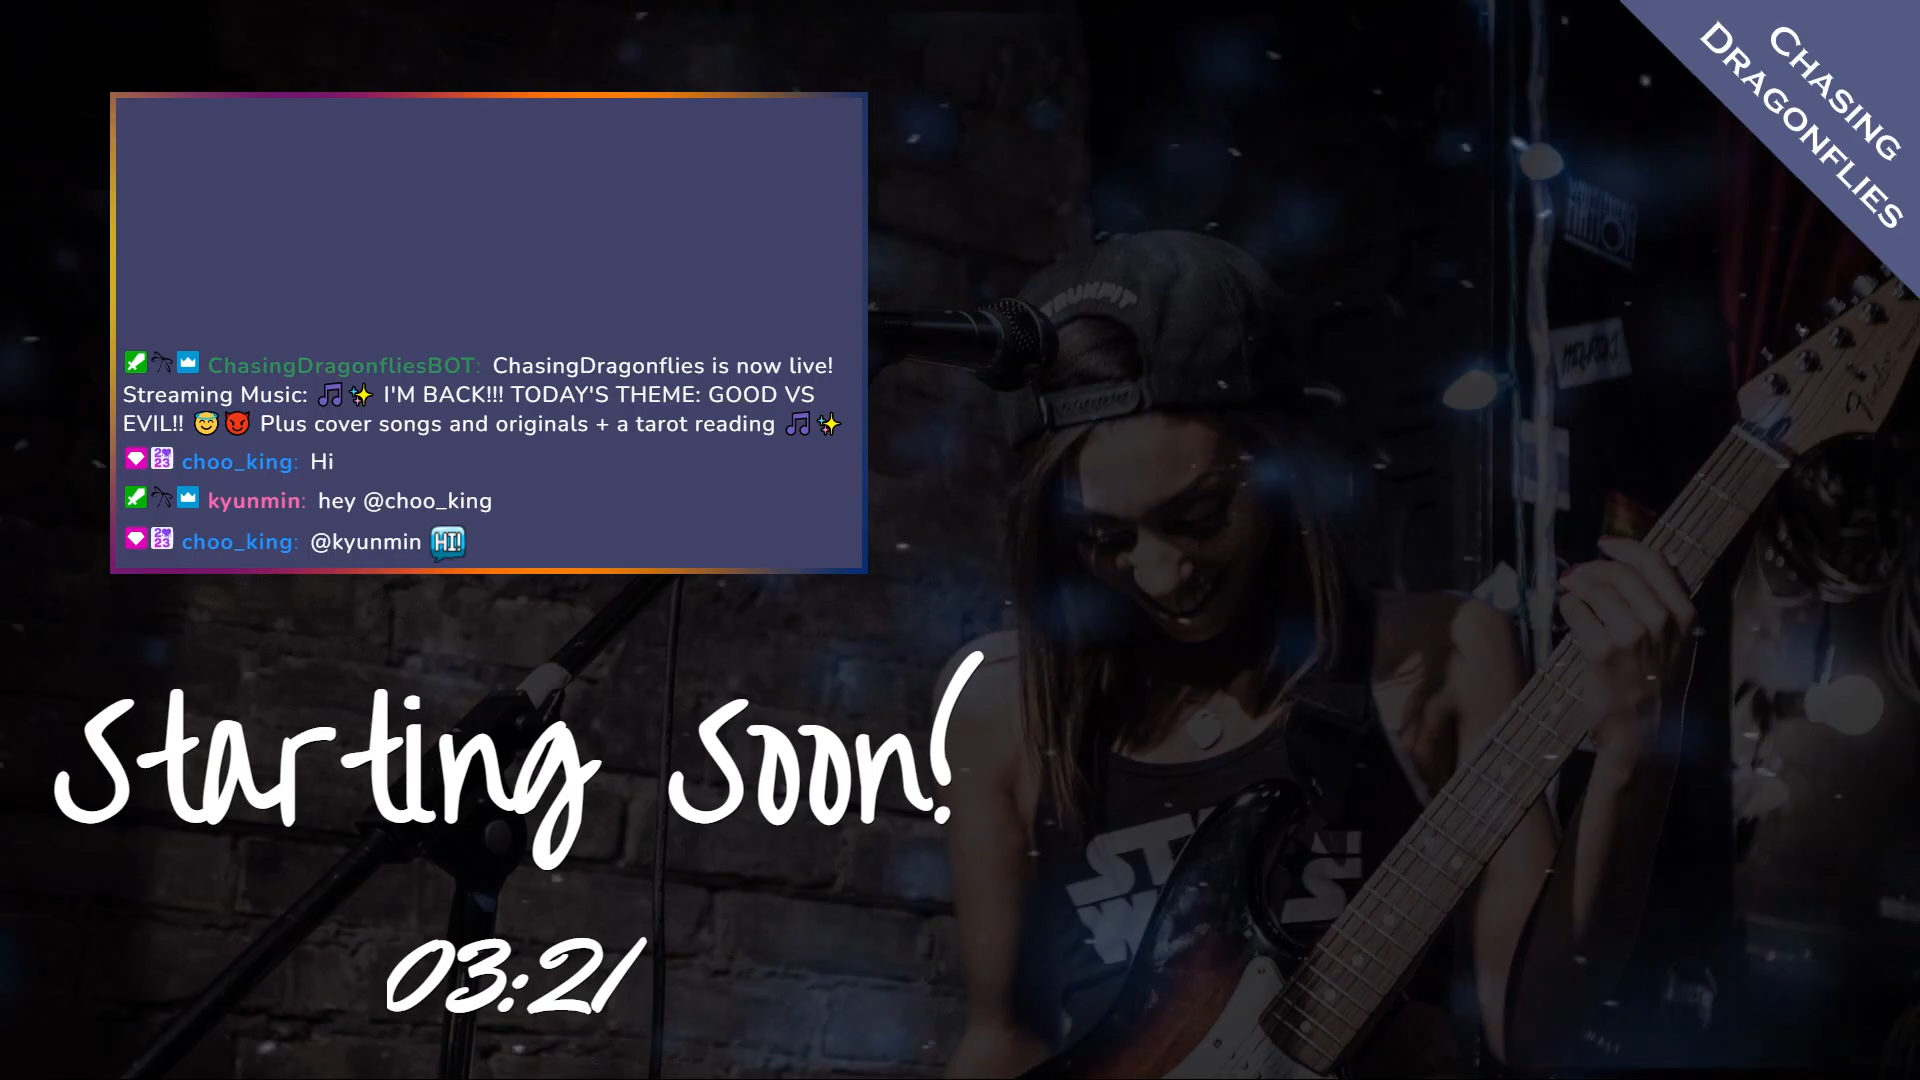 CHASING
DRAGONFLIES
ChasingDragonfliesBOT: ChasingDragonflies is now live!
Streaming Music: 🎵✨ I'M BACK!!! TODAY'S THEME: GOOD VS
EVIL!! 😇😈 Plus cover songs and originals + a tarot reading 🎵✨
choo_king: Hi
kyunmin: hey @choo_king
choo_king: @kyunmin HI!
Starting Soon!
03:21